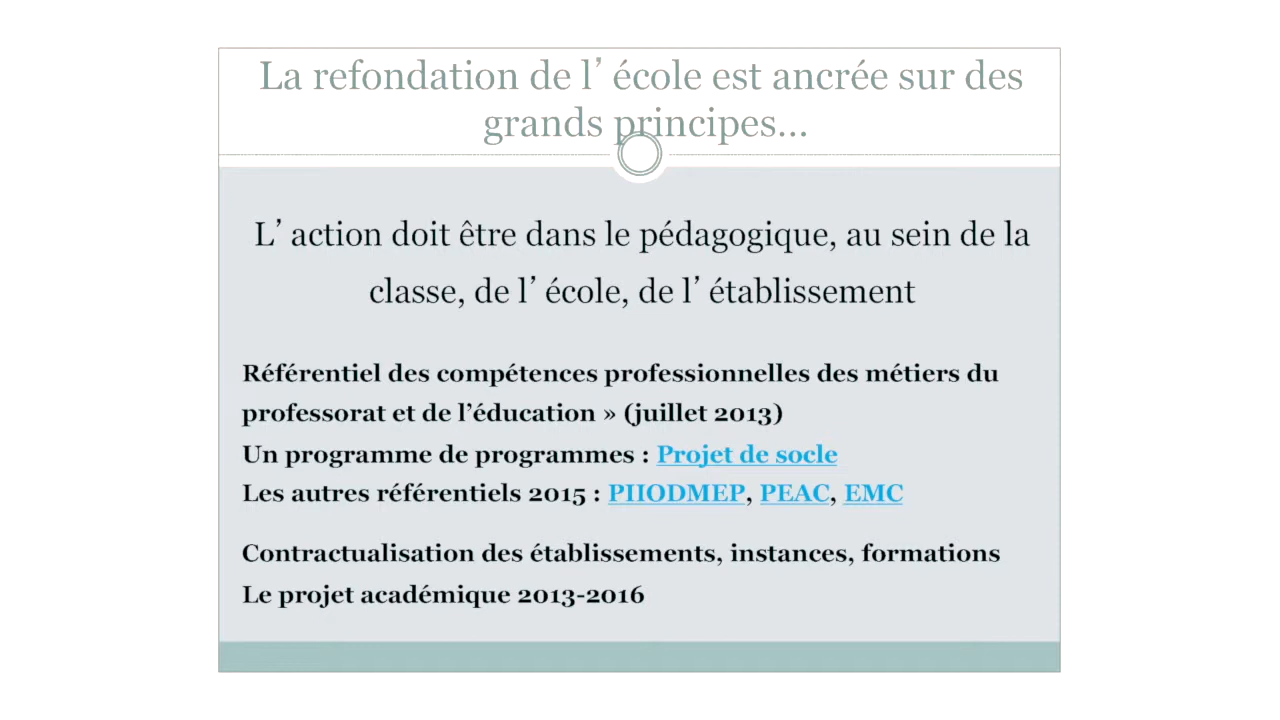 La refondation de l’ école est ancrée sur des
grands principes…
L’ action doit être dans le pédagogique, au sein de la
classe, de l’ école, de l’ établissement
Référentiel des compétences professionnelles des métiers du
professorat et de l’éducation » (juillet 2013)
Un programme de programmes : Projet de socle
Les autres référentiels 2015 : PIIODMEP, PEAC, EMC
Contractualisation des établissements, instances, formations
Le projet académique 2013-2016